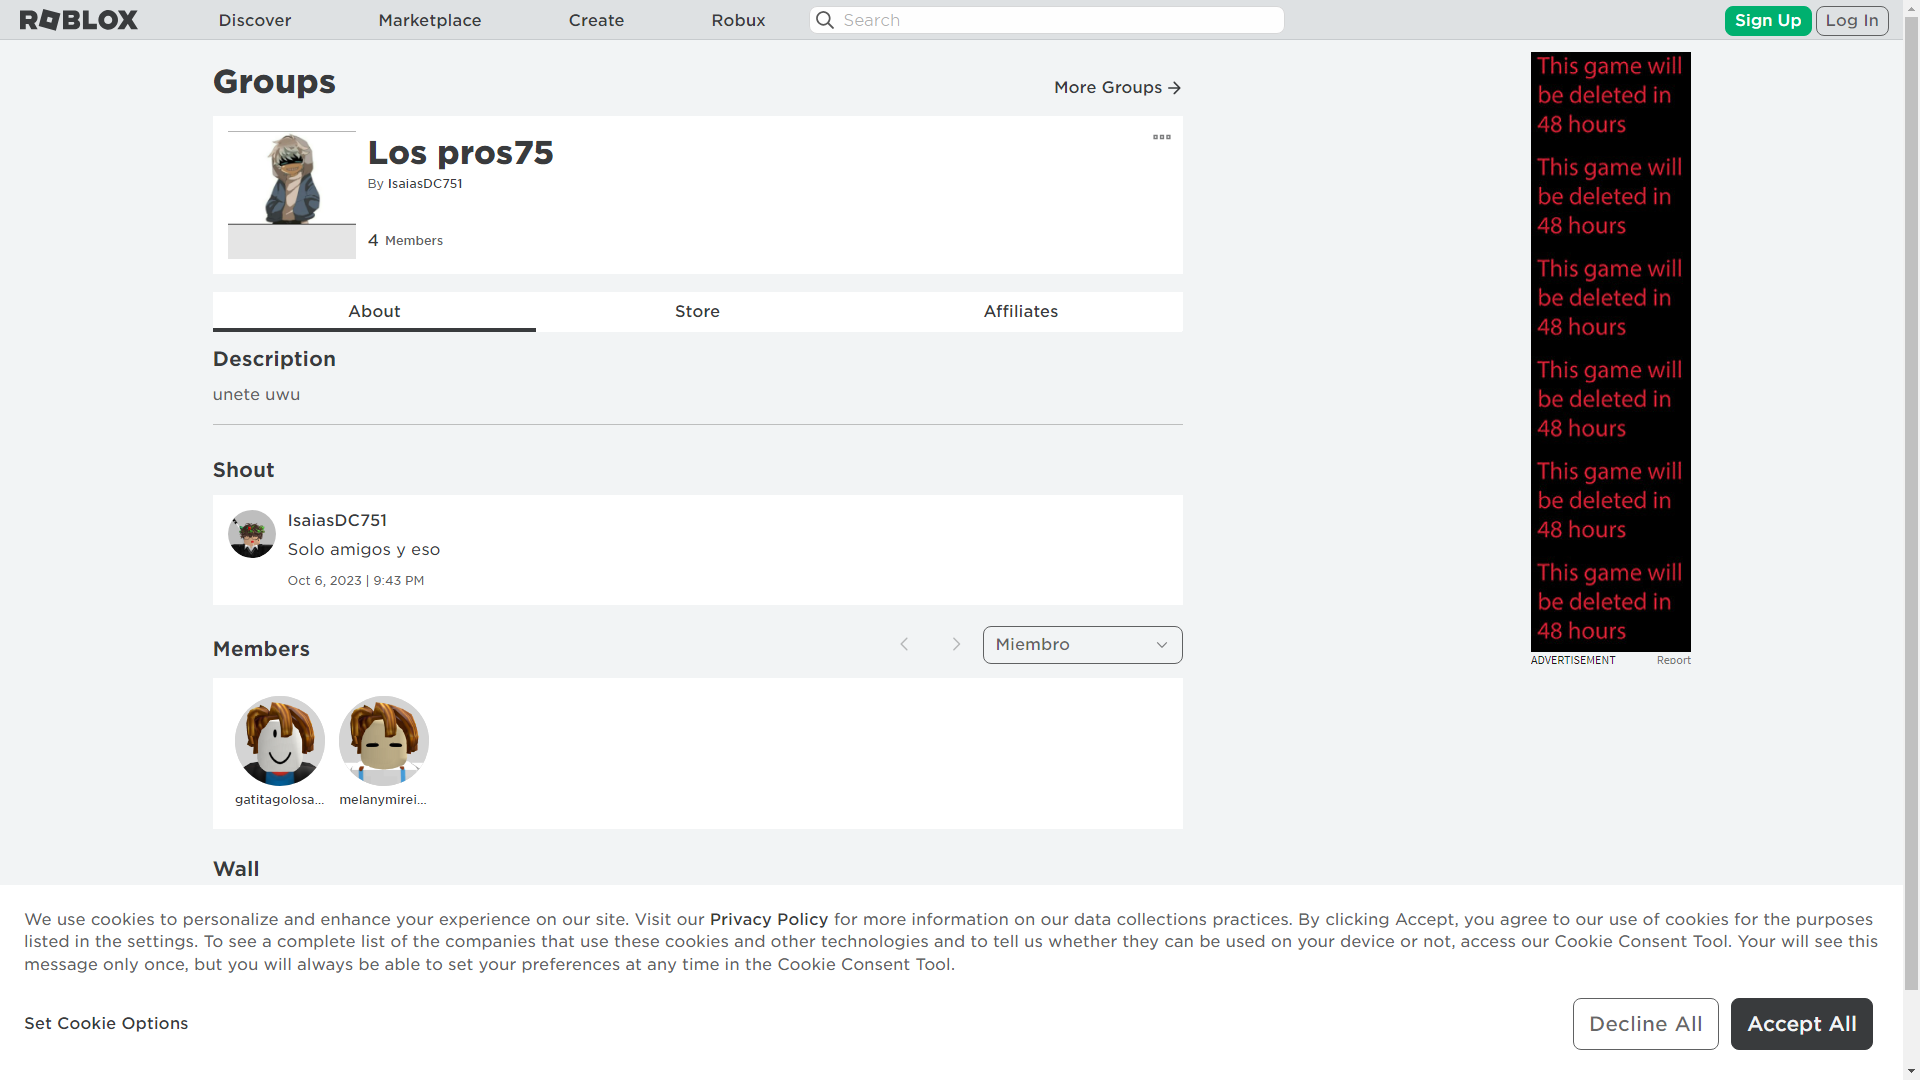 ROBLOX
Discover
Marketplace
Create
Robux
Search
Sign Up
Log In
Groups
More Groups
Los pros75
By IsaiasDC751
4 Members
About
Store
Affiliates
Description
unete uwu
Shout
IsaiasDC751
Solo amigos y eso
Oct 6, 2023 | 9:43 PM
Members
Miembro
gatitagolosa...
melanymirei...
Wall
This game will
be deleted in
48 hours
This game will
be deleted in
48 hours
This game will
be deleted in
48 hours
This game will
be deleted in
48 hours
This game will
be deleted in
48 hours
This game will
be deleted in
48 hours
ADVERTISEMENT
Report
We use cookies to personalize and enhance your experience on our site. Visit our Privacy Policy for more information on our data collections practices. By clicking Accept, you agree to our use of cookies for the purposes
listed in the settings. To see a complete list of the companies that use these cookies and other technologies and to tell us whether they can be used on your device or not, access our Cookie Consent Tool. Your will see this
message only once, but you will always be able to set your preferences at any time in the Cookie Consent Tool.
Set Cookie Options
Decline All
Accept All